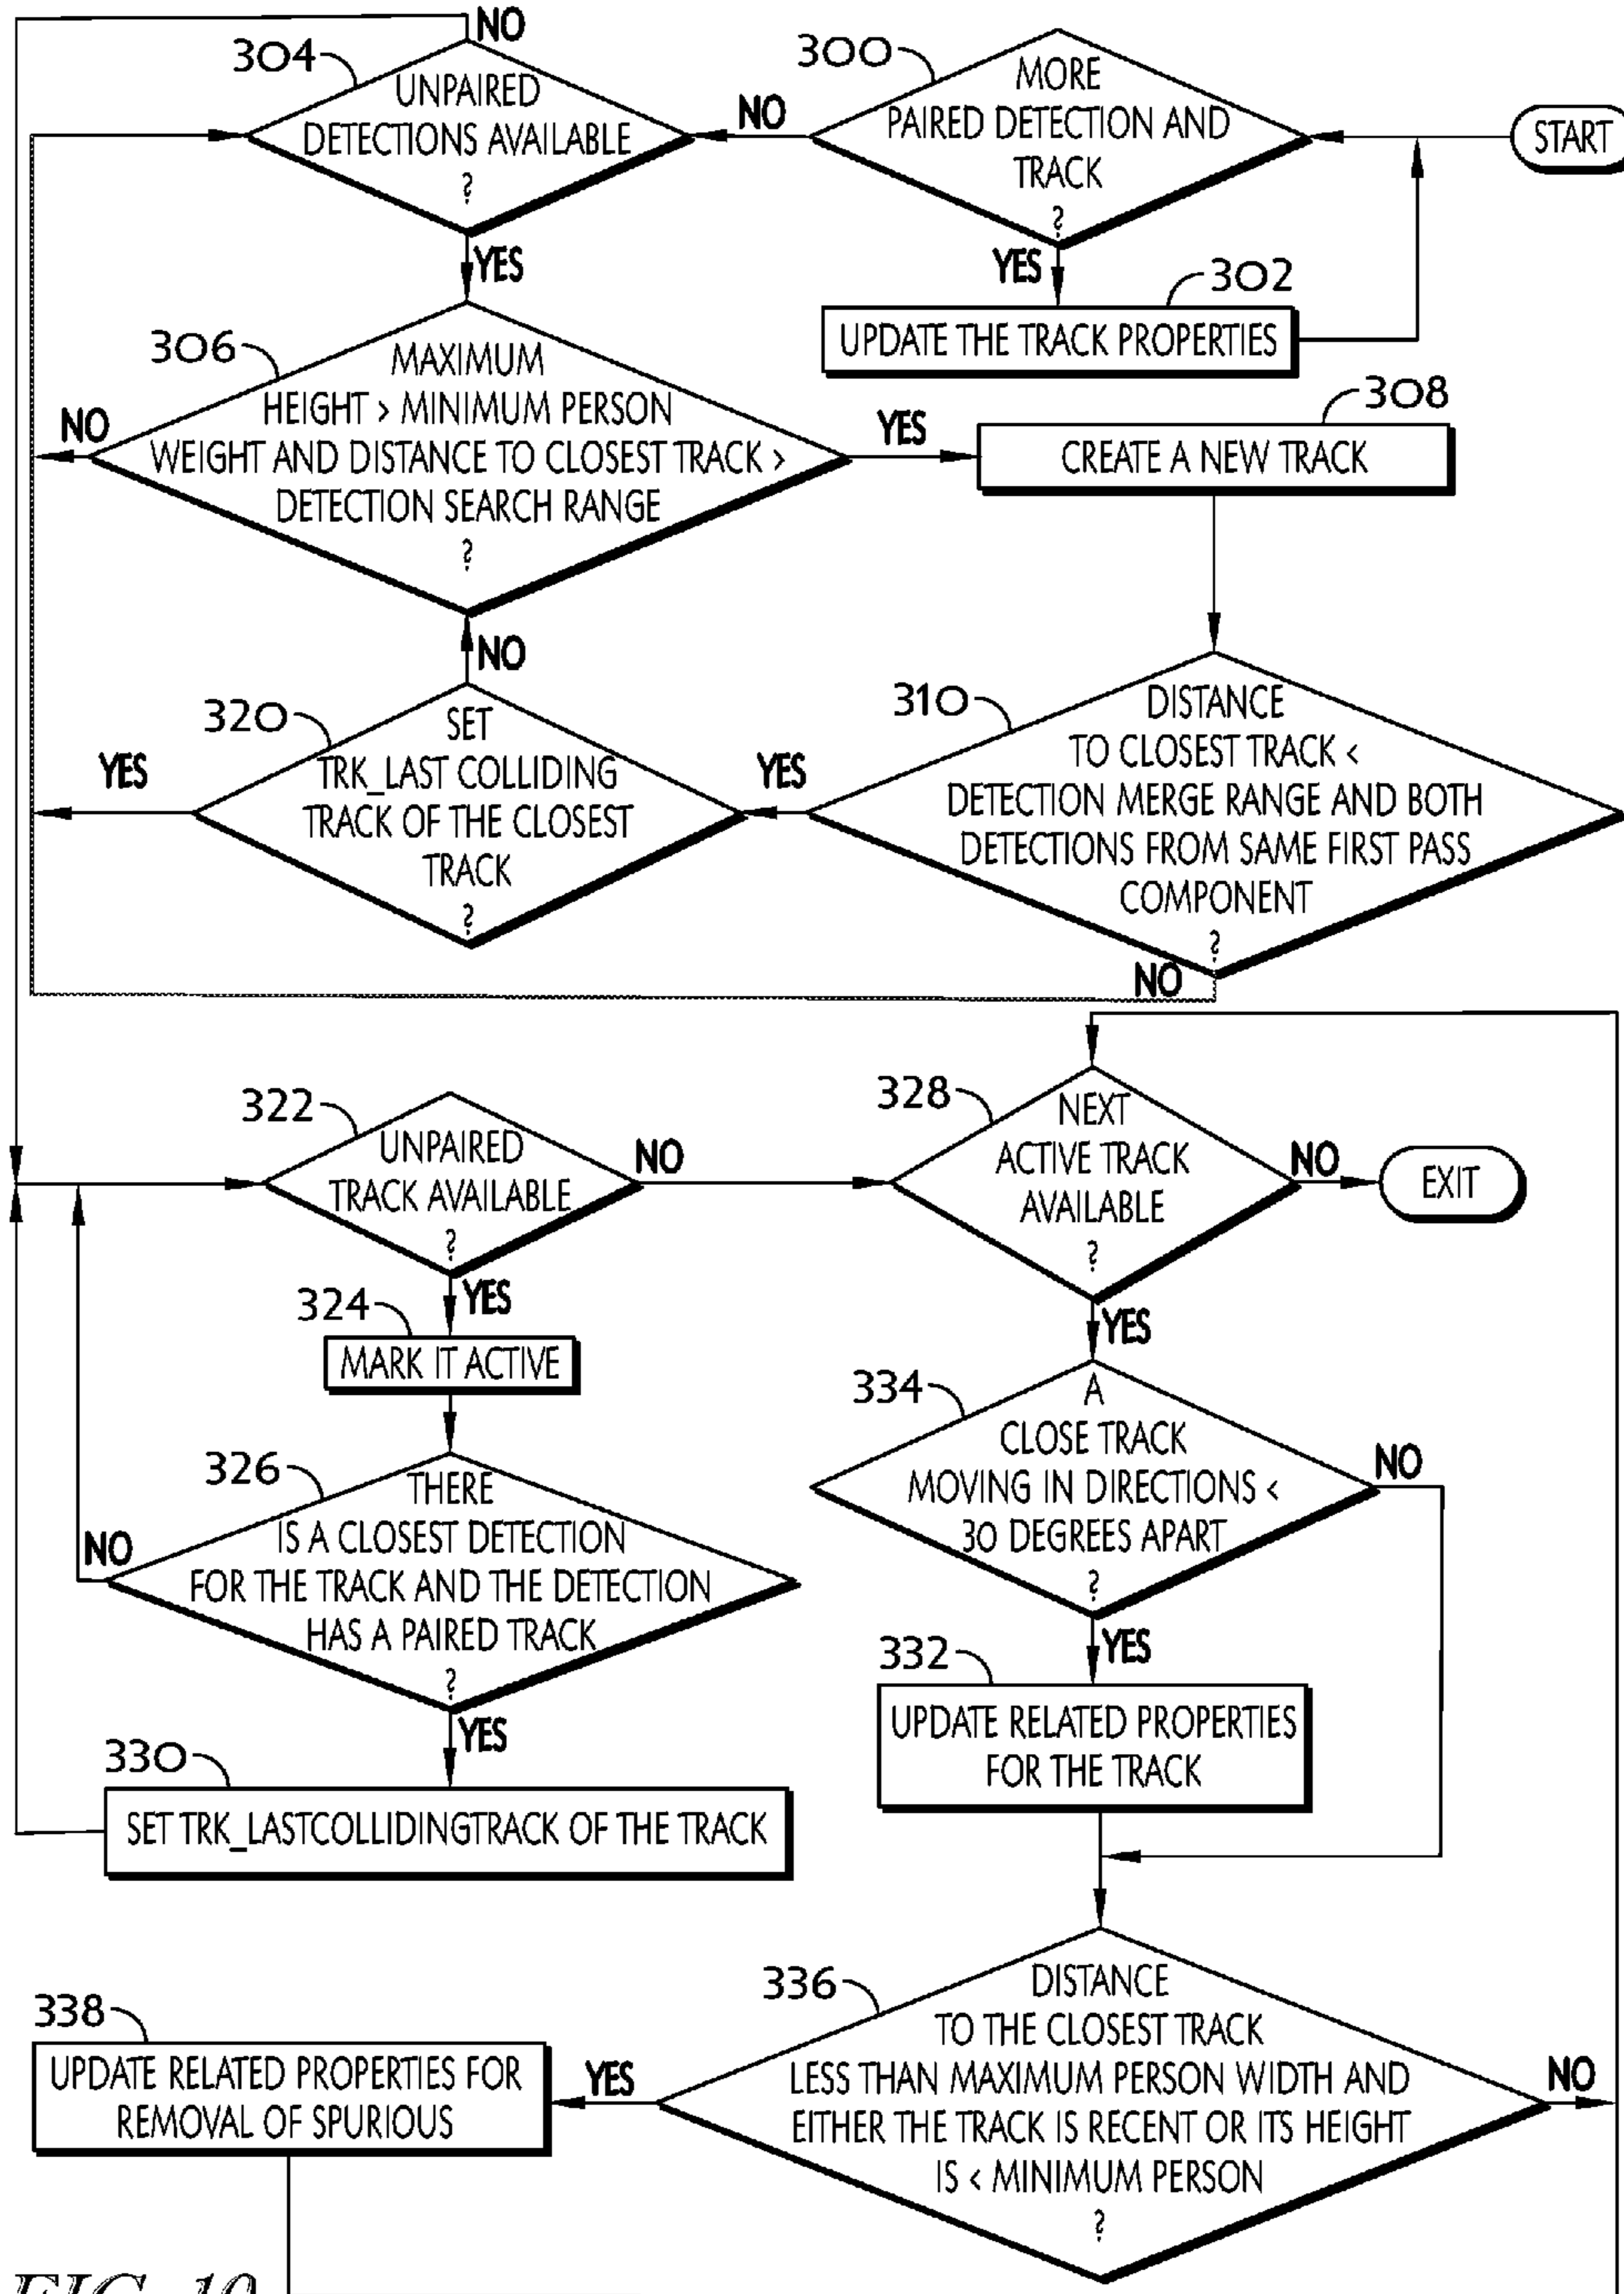 NO
304
UNPAIRED
DETECTIONS AVAILABLE
?
YES
300
MORE
PAIRED DETECTION AND
TRACK
?
NO
YES
START
302
UPDATE THE TRACK PROPERTIES
306
MAXIMUM
HEIGHT > MINIMUM PERSON
WEIGHT AND DISTANCE TO CLOSEST TRACK >
DETECTION SEARCH RANGE
?
NO
YES
308
CREATE A NEW TRACK
NO
320
SET
TRK_LAST COLLIDING
TRACK OF THE CLOSEST
TRACK
?
YES
YES
310
DISTANCE
TO CLOSEST TRACK <
DETECTION MERGE RANGE AND BOTH
DETECTIONS FROM SAME FIRST PASS
COMPONENT
?
NO
322
UNPAIRED
TRACK AVAILABLE
?
NO
YES
328
NEXT
ACTIVE TRACK
AVAILABLE
?
NO
EXIT
YES
324
MARK IT ACTIVE
326
THERE
IS A CLOSEST DETECTION
FOR THE TRACK AND THE DETECTION
HAS A PAIRED TRACK
?
NO
YES
334
A
CLOSE TRACK
MOVING IN DIRECTIONS <
30 DEGREES APART
?
NO
YES
332
UPDATE RELATED PROPERTIES
FOR THE TRACK
330
SET TRK_LASTCOLLIDINGTRACK OF THE TRACK
336
DISTANCE
TO THE CLOSEST TRACK
LESS THAN MAXIMUM PERSON WIDTH AND
EITHER THE TRACK IS RECENT OR ITS HEIGHT
IS < MINIMUM PERSON
?
YES
NO
338
UPDATE RELATED PROPERTIES FOR
REMOVAL OF SPURIOUS
FIG. 10